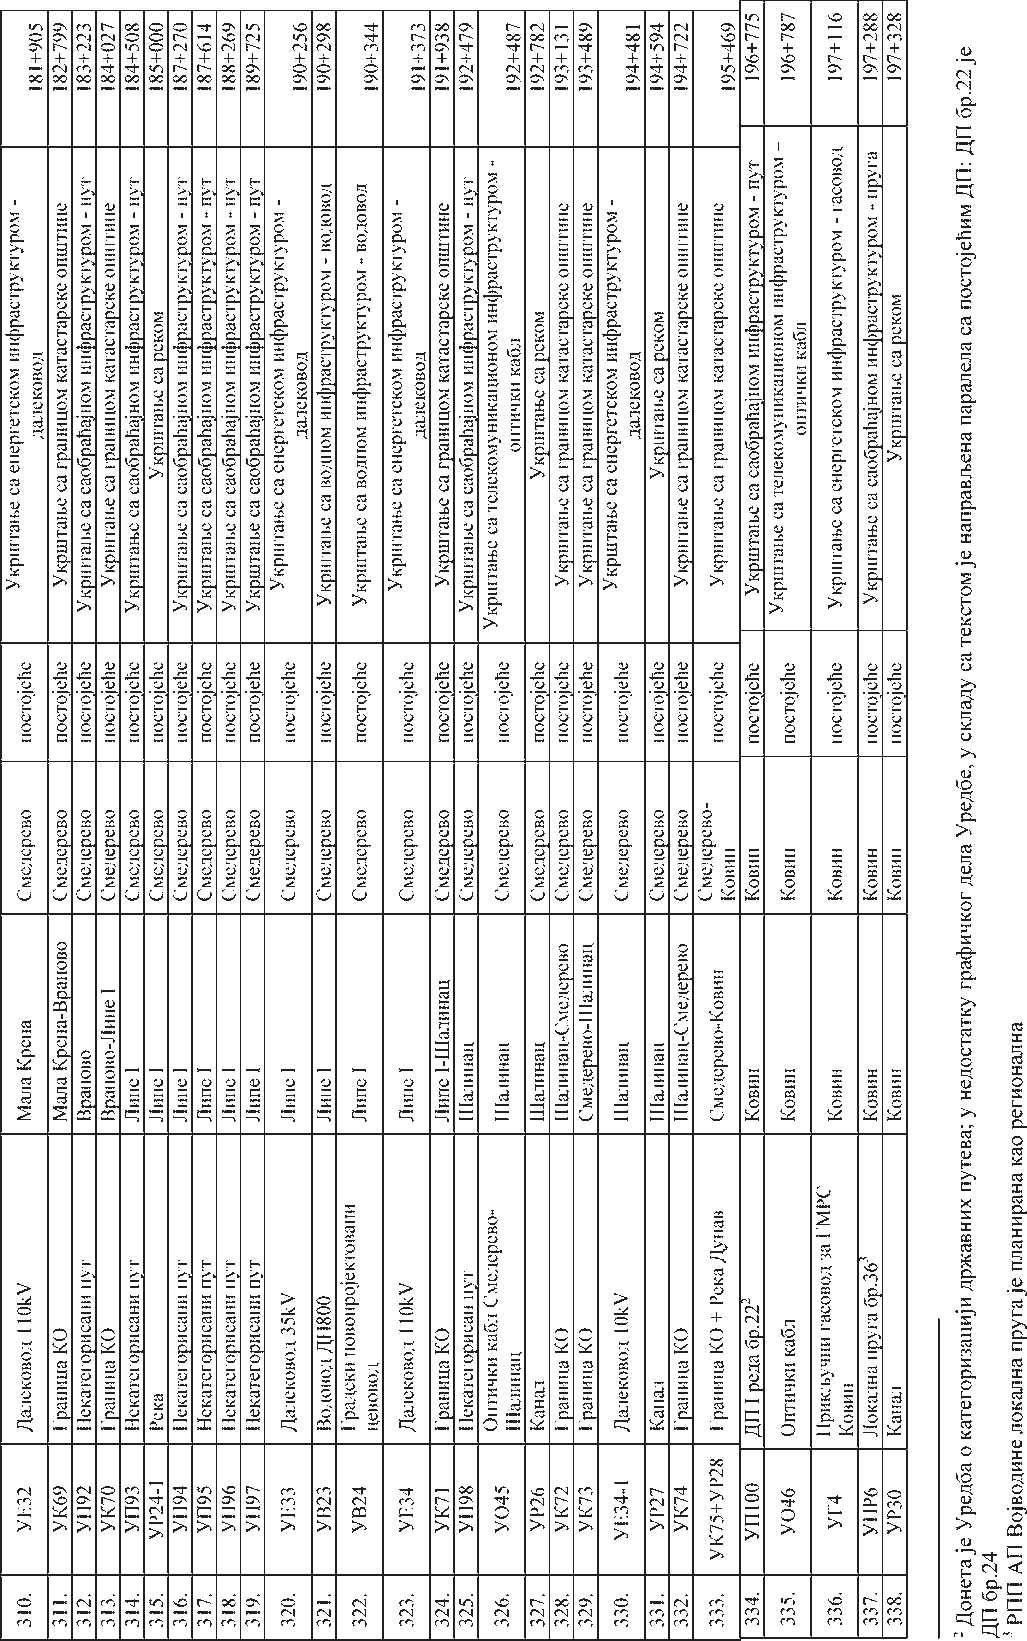 310. УЕ32 Далековод 110kV Мала Крсна Смедерево постојеће Укрштање са енергетском инфраструктуром - далековод 181+905
311. УК69 Граница КО Мала Крсна-Враново Смедерево постојеће Укрштање са границом катастарске општине 182+799
312. УП92 Некатегорисани пут Враново Смедерево постојеће Укрштање са саобраћајном инфраструктуром - пут 183+223
313. УК70 Граница КО Враново-Липе I Смедерево постојеће Укрштање са границом катастарске општине 184+027
314. УП93 Некатегорисани пут Липе I Смедерево постојеће Укрштање са саобраћајном инфраструктуром - пут 184+508
315. УР24-1 Река Липе I Смедерево постојеће Укрштање са реком 185+000
316. УП94 Некатегорисани пут Липе I Смедерево постојеће Укрштање са саобраћајном инфраструктуром - пут 187+270
317. УП95 Некатегорисани пут Липе I Смедерево постојеће Укрштање са саобраћајном инфраструктуром - пут 187+614
318. УП96 Некатегорисани пут Липе I Смедерево постојеће Укрштање са саобраћајном инфраструктуром - пут 188+269
319. УП97 Некатегорисани пут Липе I Смедерево постојеће Укрштање са саобраћајном инфраструктуром - пут 189+725
320. УЕ33 Далековод 35kV Липе I Смедерево постојеће Укрштање са енергетском инфраструктуром - далековод 190+256
321. УВ23 Водовод ДН800 Липе I Смедерево постојеће Укрштање са водном инфраструктуром - водовод 190+298
322. УВ24 Градски новопројектовани цевовод Липе I Смедерево постојеће Укрштање са водном инфраструктуром - водовод 190+344
323. УЕ34 Далековод 110kV Липе I Смедерево постојеће Укрштање са енергетском инфраструктуром - далековод 191+373
324. УК71 Граница КО Липе I-Шалинац Смедерево постојеће Укрштање са границом катастарске општине 191+938
325. УП98 Некатегорисан пут Шалинац Смедерево постојеће Укрштање са саобраћајном инфраструктуром - пут 192+479
326. УО45 Оптички кабл Смедерево-Шалинац Шалинац Смедерево постојеће Укрштање са телекомуникационом инфраструктуром - оптички кабл 192+487
327. УР26 Канал Шалинац Смедерево постојеће Укрштање са реком 192+782
328. УК72 Граница КО Шалинац-Смедерево Смедерево постојеће Укрштање са границом катастарске општине 193+131
329. УК73 Граница КО Смедерево-Шалинац Смедерево постојеће Укрштање са границом катастарске општине 193+489
330. УЕ34-1 Далековод 10kV Шалинац Смедерево постојеће Укрштање са енергетском инфраструктуром - далековод 194+481
331. УР27 Канал Шалинац Смедерево постојеће Укрштање са реком 194+594
332. УК74 Граница КО Шалинац-Смедерево Смедерево постојеће Укрштање са границом катастарске општине 194+722
333. УК75+УР28 Граница КО + Река Дунав Смедерево-Ковин Смедерево-Ковин постојеће Укрштање са границом катастарске општине 195+469
334. УП100 ДП I реда бр.22² Ковин Ковин постојеће Укрштање са саобраћајном инфраструктуром - пут 196+775
335. УО46 Оптички кабл Ковин Ковин постојеће Укрштање са телекомуникационом инфраструктуром – оптички кабл 196+787
336. УГ4 Прикључни гасовод за ГМРС Ковин Ковин Ковин постојеће Укрштање са енергетском инфраструктуром - гасовод 197+116
337. УПР6 Локална пруга бр.36³ Ковин Ковин постојеће Укрштање са саобраћајном инфраструктуром - пруга 197+288
338. УР30 Канал Ковин Ковин постојеће Укрштање са реком 197+328
² Донета је Уредба о категоризацији државних путева; у недостатку графичког дела Уредбе, у складу са текстом је направљена паралела са постојећим ДП: ДП бр.22 је
ДП бр.24
³ РПП АП Војводине локална пруга је планирана као регионална